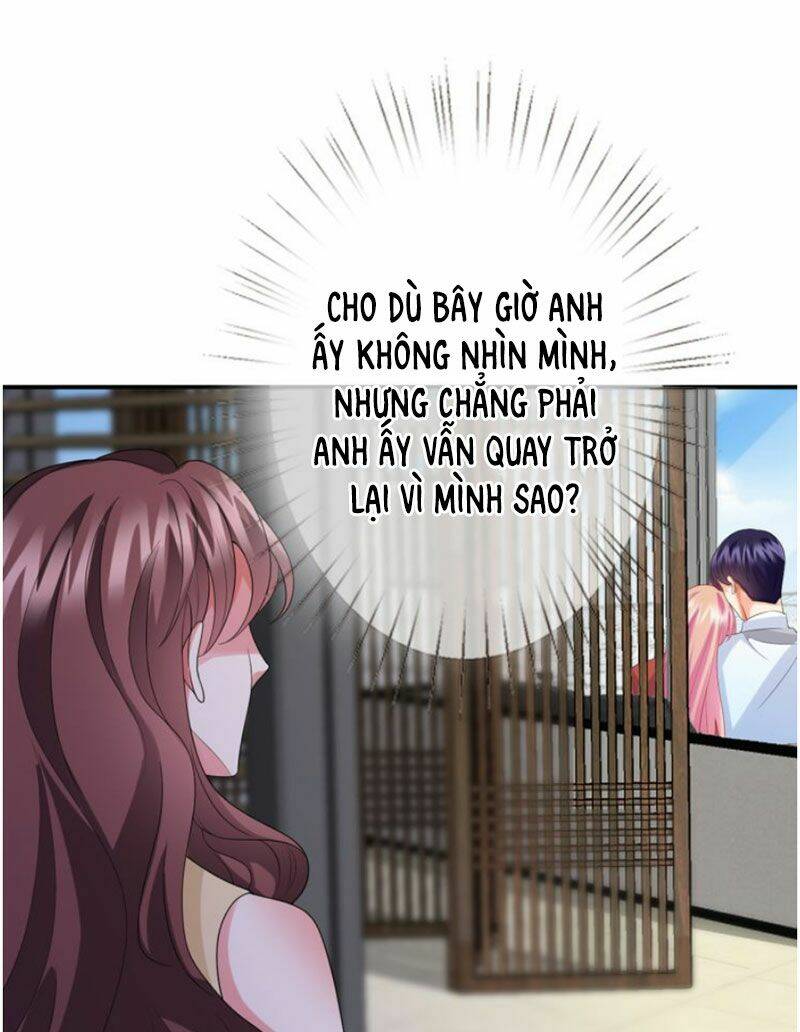 CHO DÙ BÂY GIỜ ANH
ẤY KHÔNG NHÌN MÌNH,
NHƯNG CHẲNG PHẢI
ANH ẤY VẪN QUAY TRỞ
LẠI VÌ MÌNH SAO?